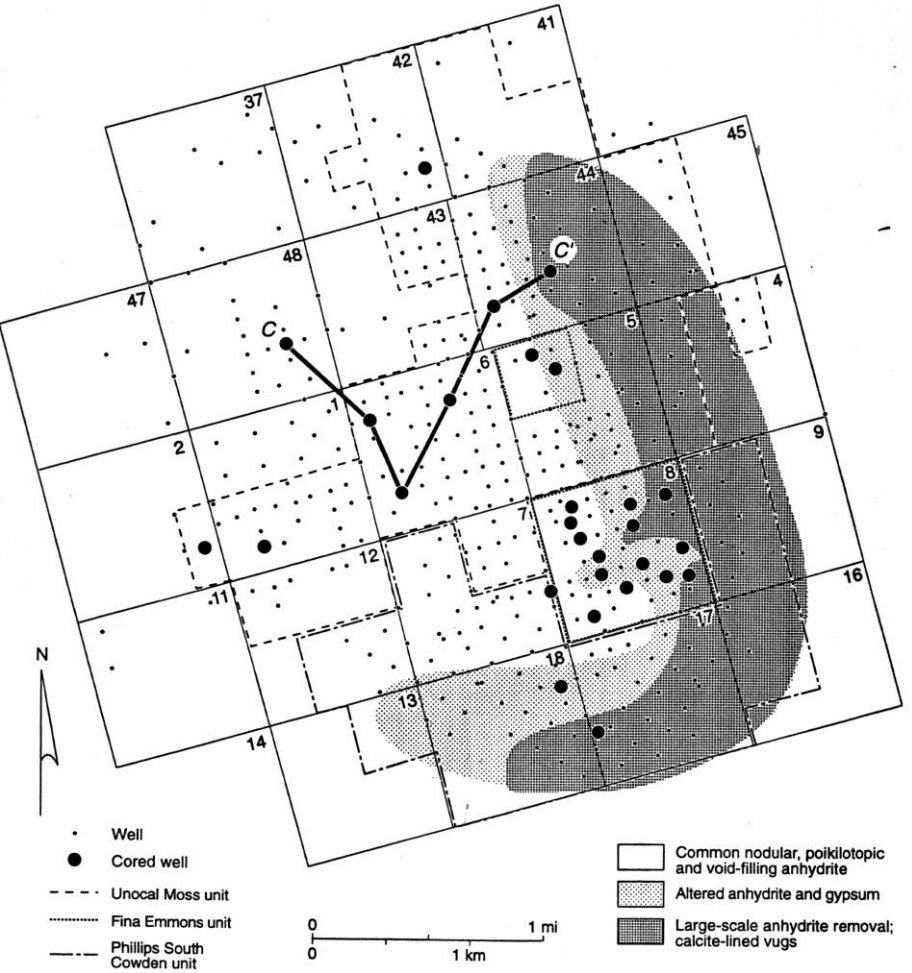 41
42
37
45
44
43
48
C'
4
47
5
C
6
1
2
9
8
7
12
16
11
17
N
18
13
14
Well
Cored well
Unocal Moss unit
Fina Emmons unit
Phillips South
Cowden unit
0 1 mi
0 1 km
Common nodular, poikilotopic
and void-filling anhydrite
Altered anhydrite and gypsum
Large-scale anhydrite removal;
calcite-lined vugs